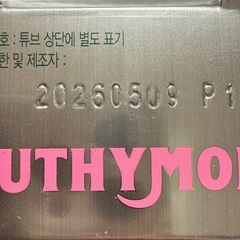 호 : 튜브 상단에 별도 표기
한 및 제조자 :
20260509 P1
UTHYMO